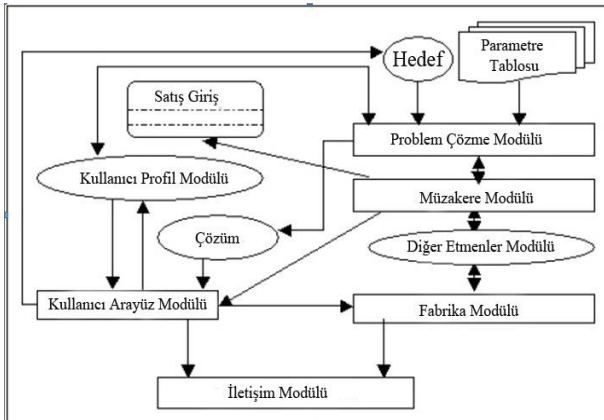 Hedef
Parametre
Tablosu
Satış Giriş
Problem Çözme Modülü
Kullanıcı Profil Modülü
Müzakere Modülü
Çözüm
Diğer Etmenler Modülü
Kullanıcı Arayüz Modülü
Fabrika Modülü
İletişim Modülü